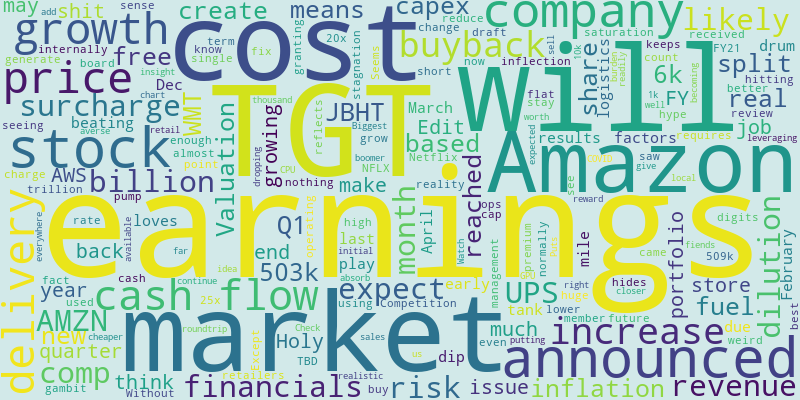 may shit sense
add internally
growth
price free
Dec
surcharge
seeing beating
stock
AWS
trillion billion
pump
delivery
loves
rate
everywhere available back
year
fact used
AMZN cash flow
new
quarter
comp gambit cheaper
Without
cost means capex
create term 20x stagnation change
know fix short
single draft
granting
Seems
WMT
JBHT March
Edit
reflects Biggest
thousand grow
chart boomer
almost enough averse retail
point
charge dropping CPU NFLX Netflix
nothing
insight
Valuation growing TGT based
make reality
high April month
Q1 last
end play cap
initial
503k Watch
far
cash
using expect
idea continue 25x absorb Competition
Holy
roundtrip Check sales
TBD
think
financials
us
buy
realistic
dip
risk
even
much
issue
putting
inflation
revenue
announced
market
earnings
retailers
Except
operating
company likely
reduce buyback
saturation
received FY21
count
share logistics
keeps
6k split drum
inflection 10k
now sell
flat FY 1k hitting
stay well better
hype becoming
worth real
review
results factors job
burden
readily
Will
Amazon
requires
expected see saw give
leveraging
local
reached
mile
ops
reward
came digits
premium
portfolio
management
normally
hides
UPS store 509k
February
dilution
fiends
closer
early
fuel
tank lower member future due
huge
weird
best
right
increase